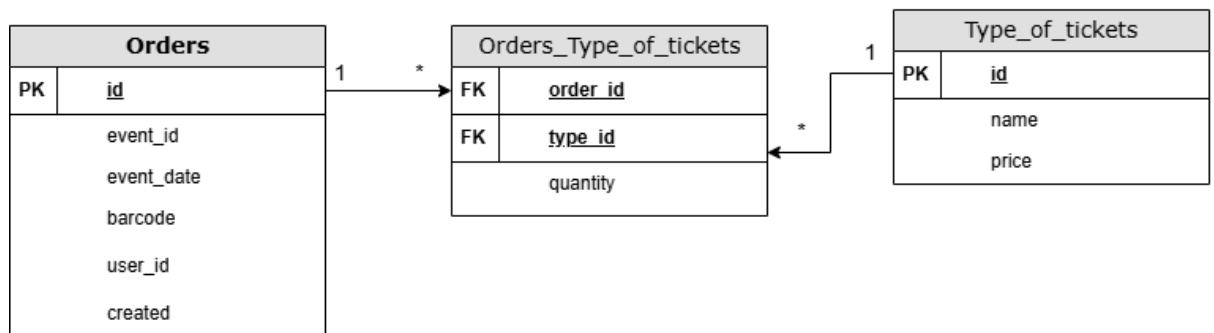 Orders
PK id
event_id
event_date
barcode
user_id
created
1 *
Orders_Type_of_tickets
FK order_id
FK type_id
quantity
1
*
Type_of_tickets
PK id
name
price